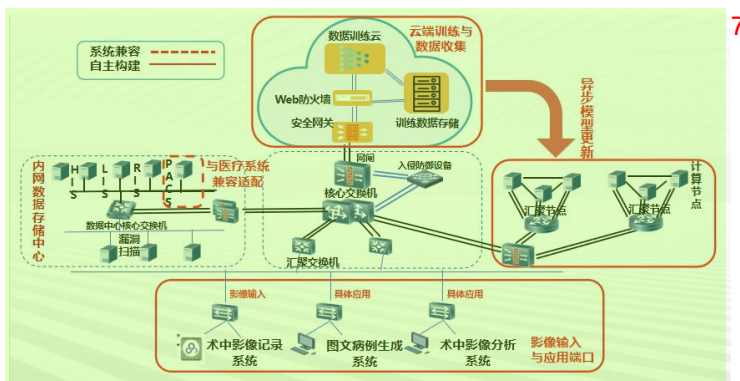 7
系统兼容
自主构建
数据训练云
云端训练与
数据收集
Web防火墙
安全网关
训练数据存储
异步模型更新
内网数据存储中心
HIS
LIS
RIS
PACS
与医疗系统
兼容适配
网闸
入侵防御设备
核心交换机
数据中心核心交换机
漏洞
扫描
汇聚交换机
汇聚节点
汇聚节点
计算节点
影像输入
具体应用
具体应用
术中影像记录
系统
图文病例生成
系统
术中影像分析
系统
影像输入
与应用端口